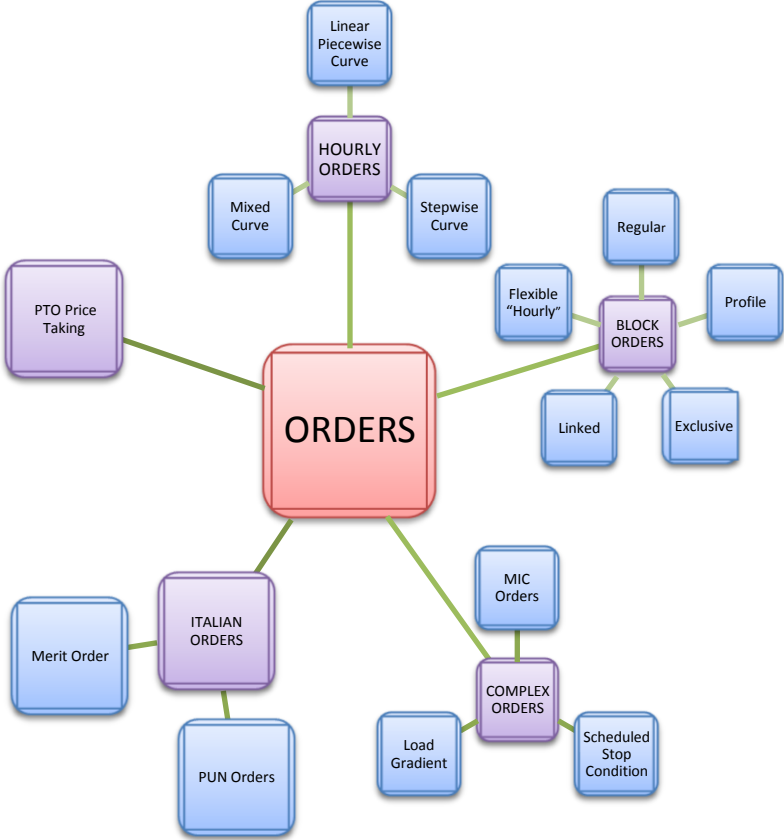 Linear
Piecewise
Curve
HOURLY
ORDERS
Mixed
Curve
Stepwise
Curve
Regular
Flexible
“Hourly”
Profile
BLOCK
ORDERS
Linked
Exclusive
PTO Price
Taking
ORDERS
MIC
Orders
ITALIAN
ORDERS
Merit Order
COMPLEX
ORDERS
Load
Gradient
Scheduled
Stop
Condition
PUN Orders